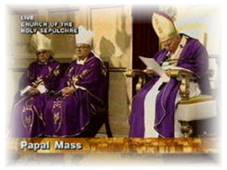 LIVE
CHURCH OF THE
HOLY SEPULCHRE
Papal Mass